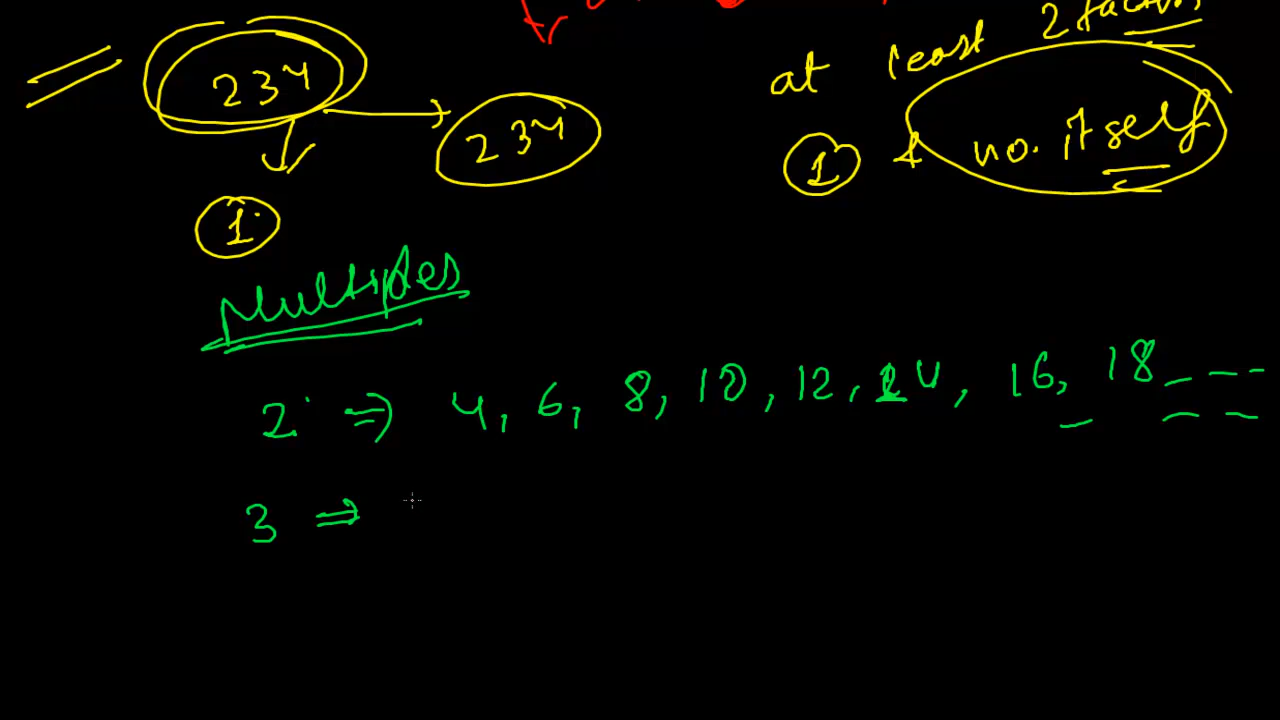 at least 2 factors
234 → 234
1 & no. itself
1
Multiples
2 ⇒ 4, 6, 8, 10, 12, 14, 16, 18 _ _ _
3 ⇒